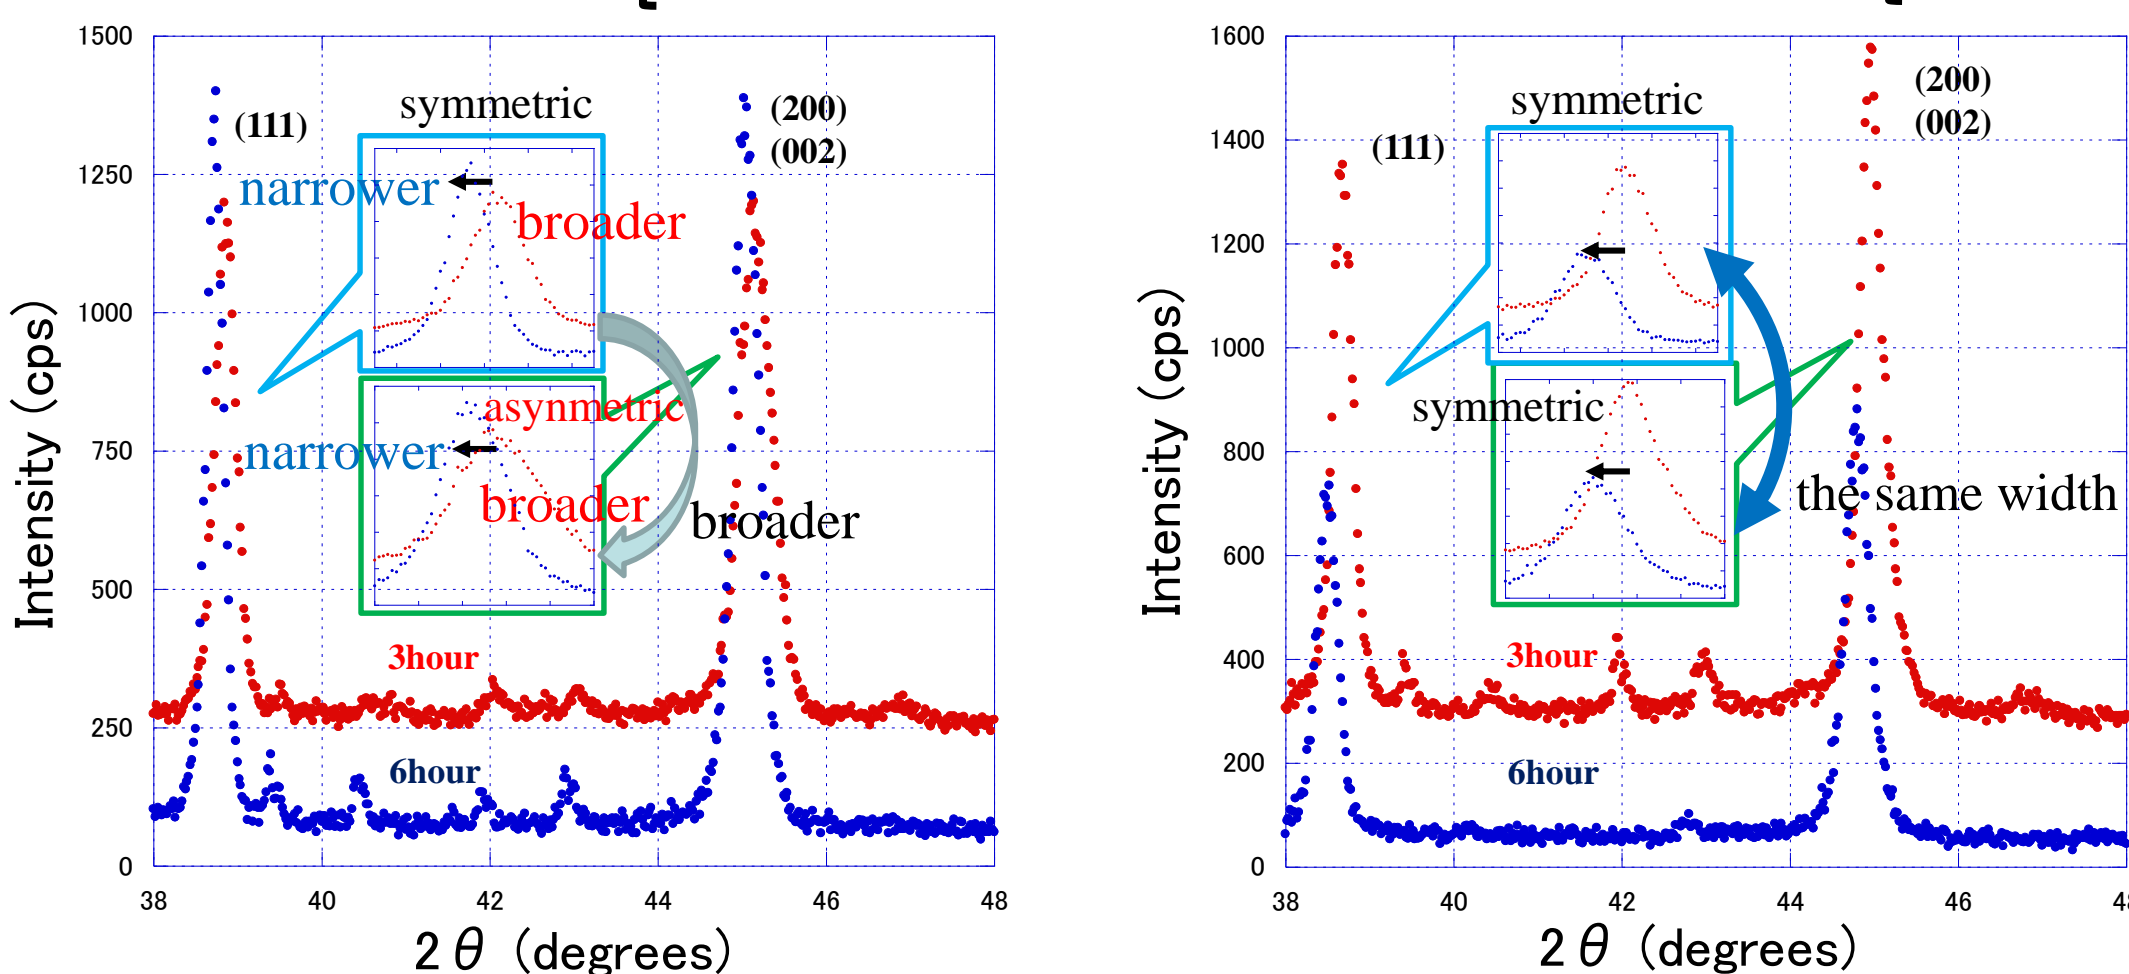 1500
1250
1000
750
500
250
0
38
40
42
44
46
48
Intensity (cps)
2θ (degrees)
(111)
symmetric
(200)
(002)
narrower
broader
asynmetric
narrower
broader
broader
3hour
6hour
1600
1400
1200
1000
800
600
400
200
0
38
40
42
44
46
Intensity (cps)
2θ (degrees)
(111)
symmetric
(200)
(002)
symmetric
the same width
3hour
6hour